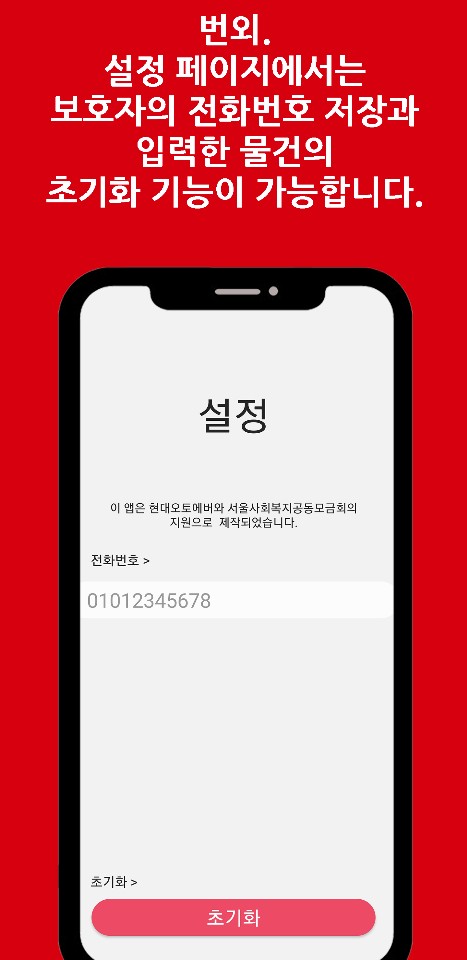 번외.
설정 페이지에서는
보호자의 전화번호 저장과
입력한 물건의
초기화 기능이 가능합니다.
설정
이 앱은 현대오토에버와 서울사회복지공동모금회의
지원으로 제작되었습니다.
전화번호 >
01012345678
초기화 >
초기화